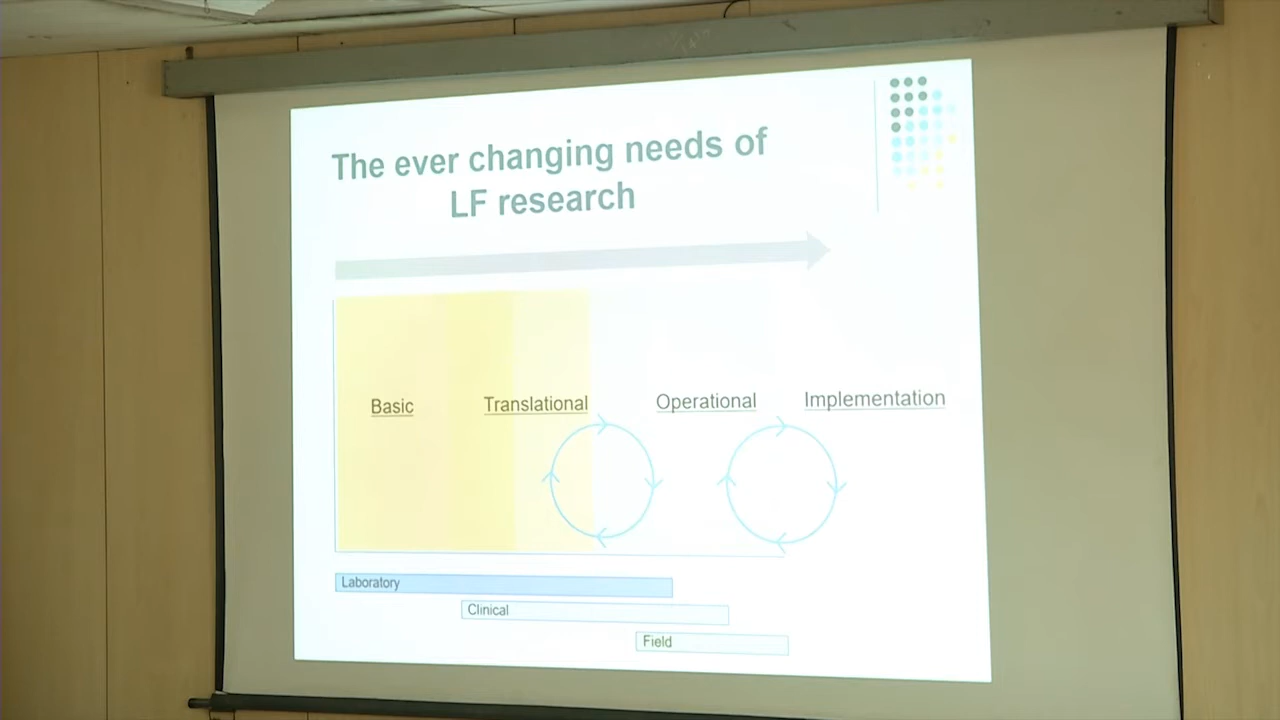 The ever changing needs of
LF research
Basic
Translational
Operational
Implementation
Laboratory
Clinical
Field